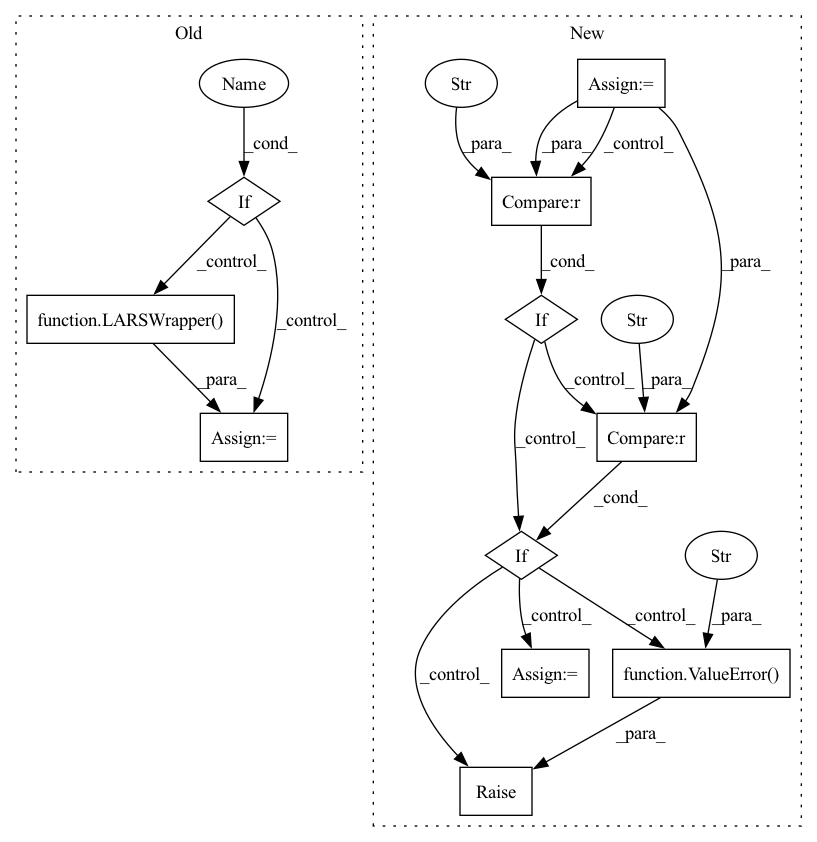 Old
New
Name
Str
Assign:=
_cond_
_para_
_para_
_control_
If
Compare:r
_control_
_cond_
_para_
function.LARSWrapper()
_control_
If
Str
_para_
_control_
_para_
Assign:=
_control_
Compare:r
_cond_
If
Str
_control_
_control_
_para_
_control_
Assign:=
function.ValueError()
_para_
Raise